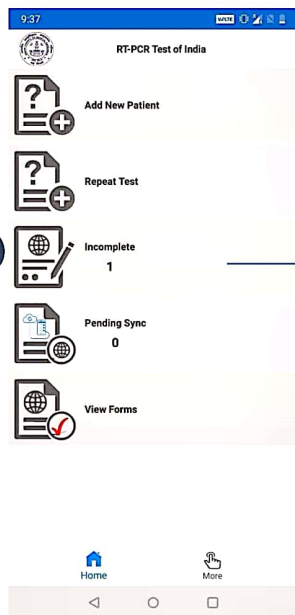 9:37
RT-PCR Test of India
Add New Patient
Repeat Test
Incomplete
1
Pending Sync
0
View Forms
Home
More